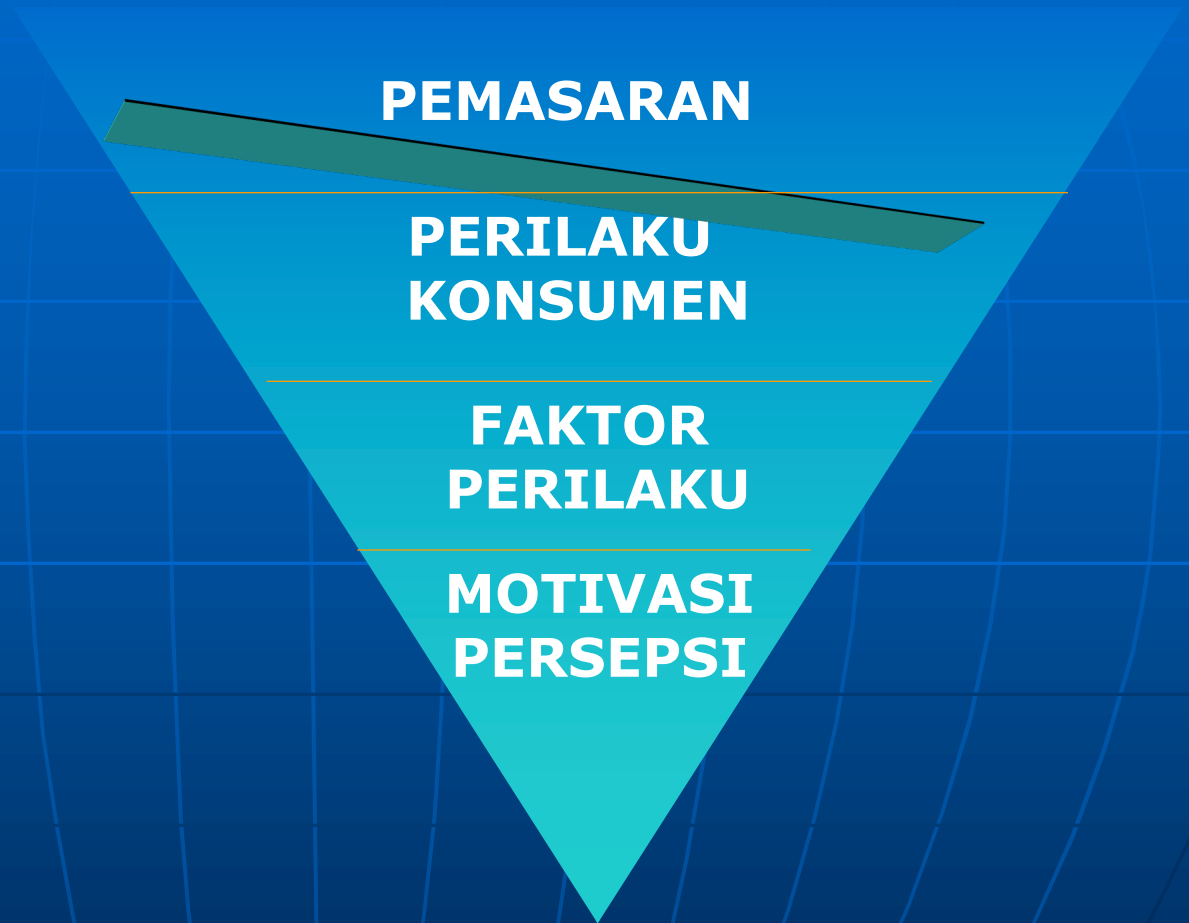 PEMASARAN
PERILAKU
KONSUMEN
FAKTOR
PERILAKU
MOTIVASI
PERSEPSI